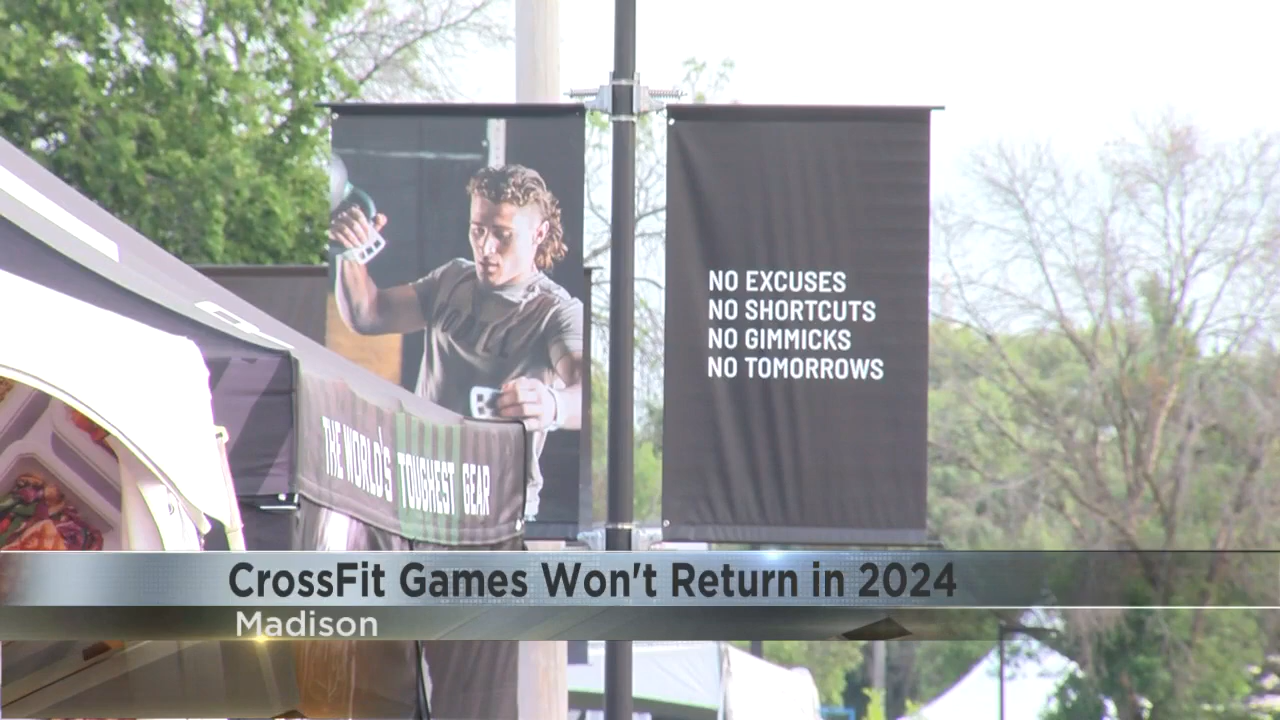 NO EXCUSES
NO SHORTCUTS
NO GIMMICKS
NO TOMORROWS
THE WORLD'S TOUGHEST GEAR
CrossFit Games Won't Return in 2024
Madison